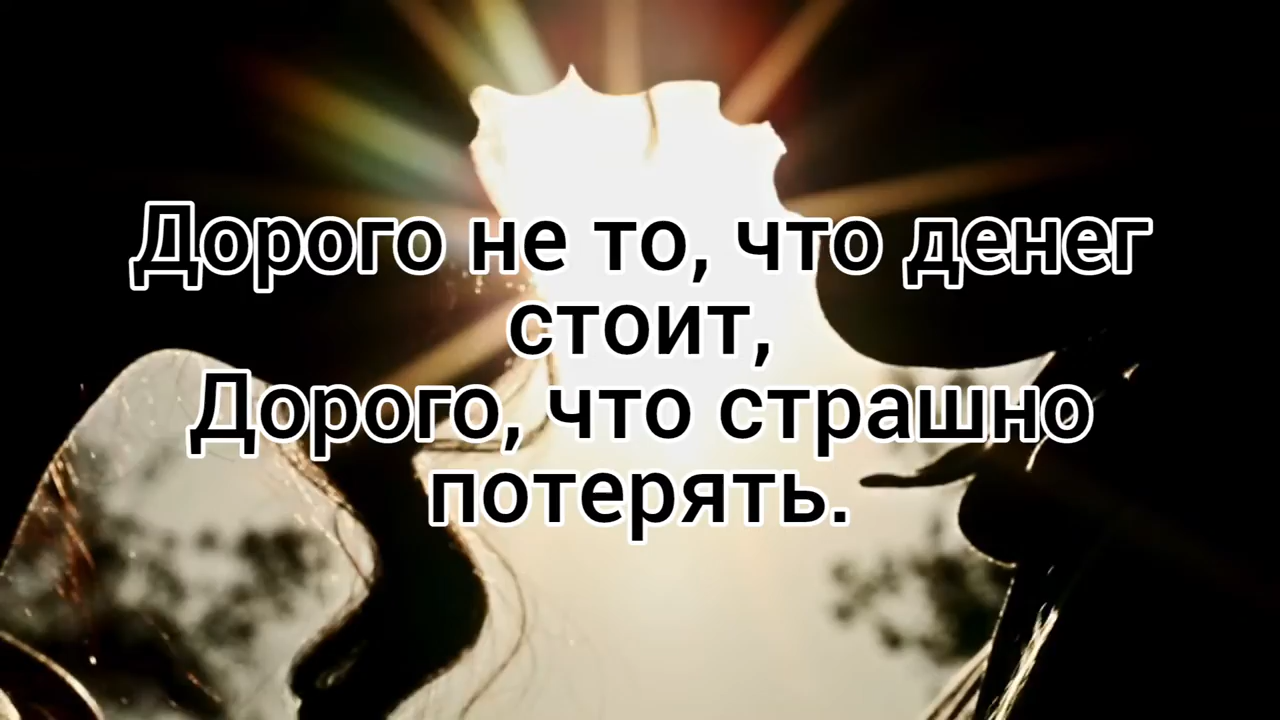 Дорого не то, что денег
стоит,
Дорого, что страшно
потерять.